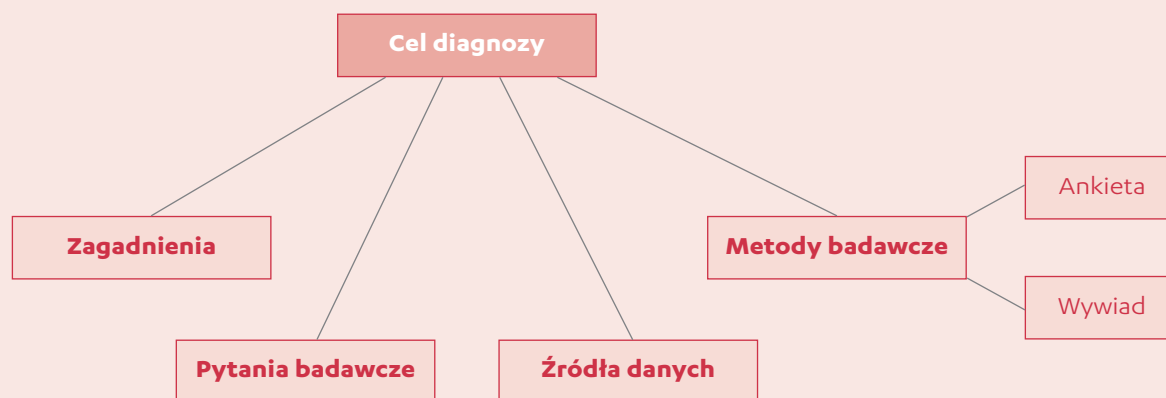 Cel diagnozy
Ankieta
Zagadnienia
Metody badawcze
Wywiad
Pytania badawcze
Źródła danych